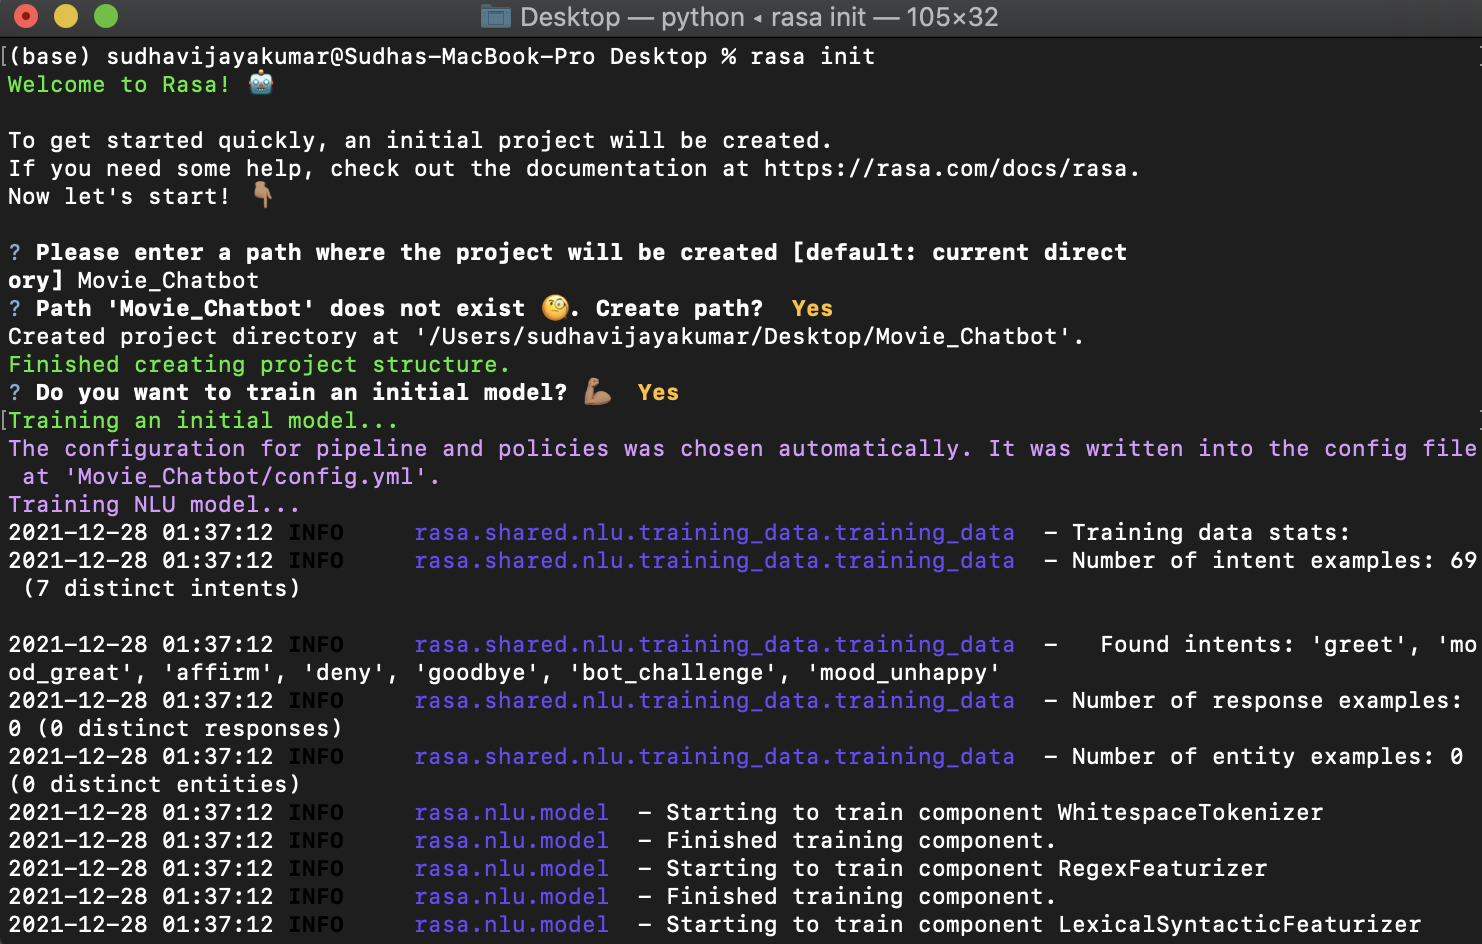 Desktop — python ◂ rasa init — 105×32
(base) sudhavijayakumar@Sudhas-MacBook-Pro Desktop % rasa init
Welcome to Rasa! 🤖
To get started quickly, an initial project will be created.
If you need some help, check out the documentation at https://rasa.com/docs/rasa.
Now let's start! 👇🏽
? Please enter a path where the project will be created [default: current direct
ory] Movie_Chatbot
? Path 'Movie_Chatbot' does not exist 🧐. Create path?  Yes
Created project directory at '/Users/sudhavijayakumar/Desktop/Movie_Chatbot'.
Finished creating project structure.
? Do you want to train an initial model? 💪🏽  Yes
Training an initial model...
The configuration for pipeline and policies was chosen automatically. It was written into the config file
at 'Movie_Chatbot/config.yml'.
Training NLU model...
2021-12-28 01:37:12 INFO     rasa.shared.nlu.training_data.training_data  - Training data stats:
2021-12-28 01:37:12 INFO     rasa.shared.nlu.training_data.training_data  - Number of intent examples: 69
(7 distinct intents)
2021-12-28 01:37:12 INFO     rasa.shared.nlu.training_data.training_data  -   Found intents: 'greet', 'mo
od_great', 'affirm', 'deny', 'goodbye', 'bot_challenge', 'mood_unhappy'
2021-12-28 01:37:12 INFO     rasa.shared.nlu.training_data.training_data  - Number of response examples:
0 (0 distinct responses)
2021-12-28 01:37:12 INFO     rasa.shared.nlu.training_data.training_data  - Number of entity examples: 0
(0 distinct entities)
2021-12-28 01:37:12 INFO     rasa.nlu.model  - Starting to train component WhitespaceTokenizer
2021-12-28 01:37:12 INFO     rasa.nlu.model  - Finished training component.
2021-12-28 01:37:12 INFO     rasa.nlu.model  - Starting to train component RegexFeaturizer
2021-12-28 01:37:12 INFO     rasa.nlu.model  - Finished training component.
2021-12-28 01:37:12 INFO     rasa.nlu.model  - Starting to train component LexicalSyntacticFeaturizer